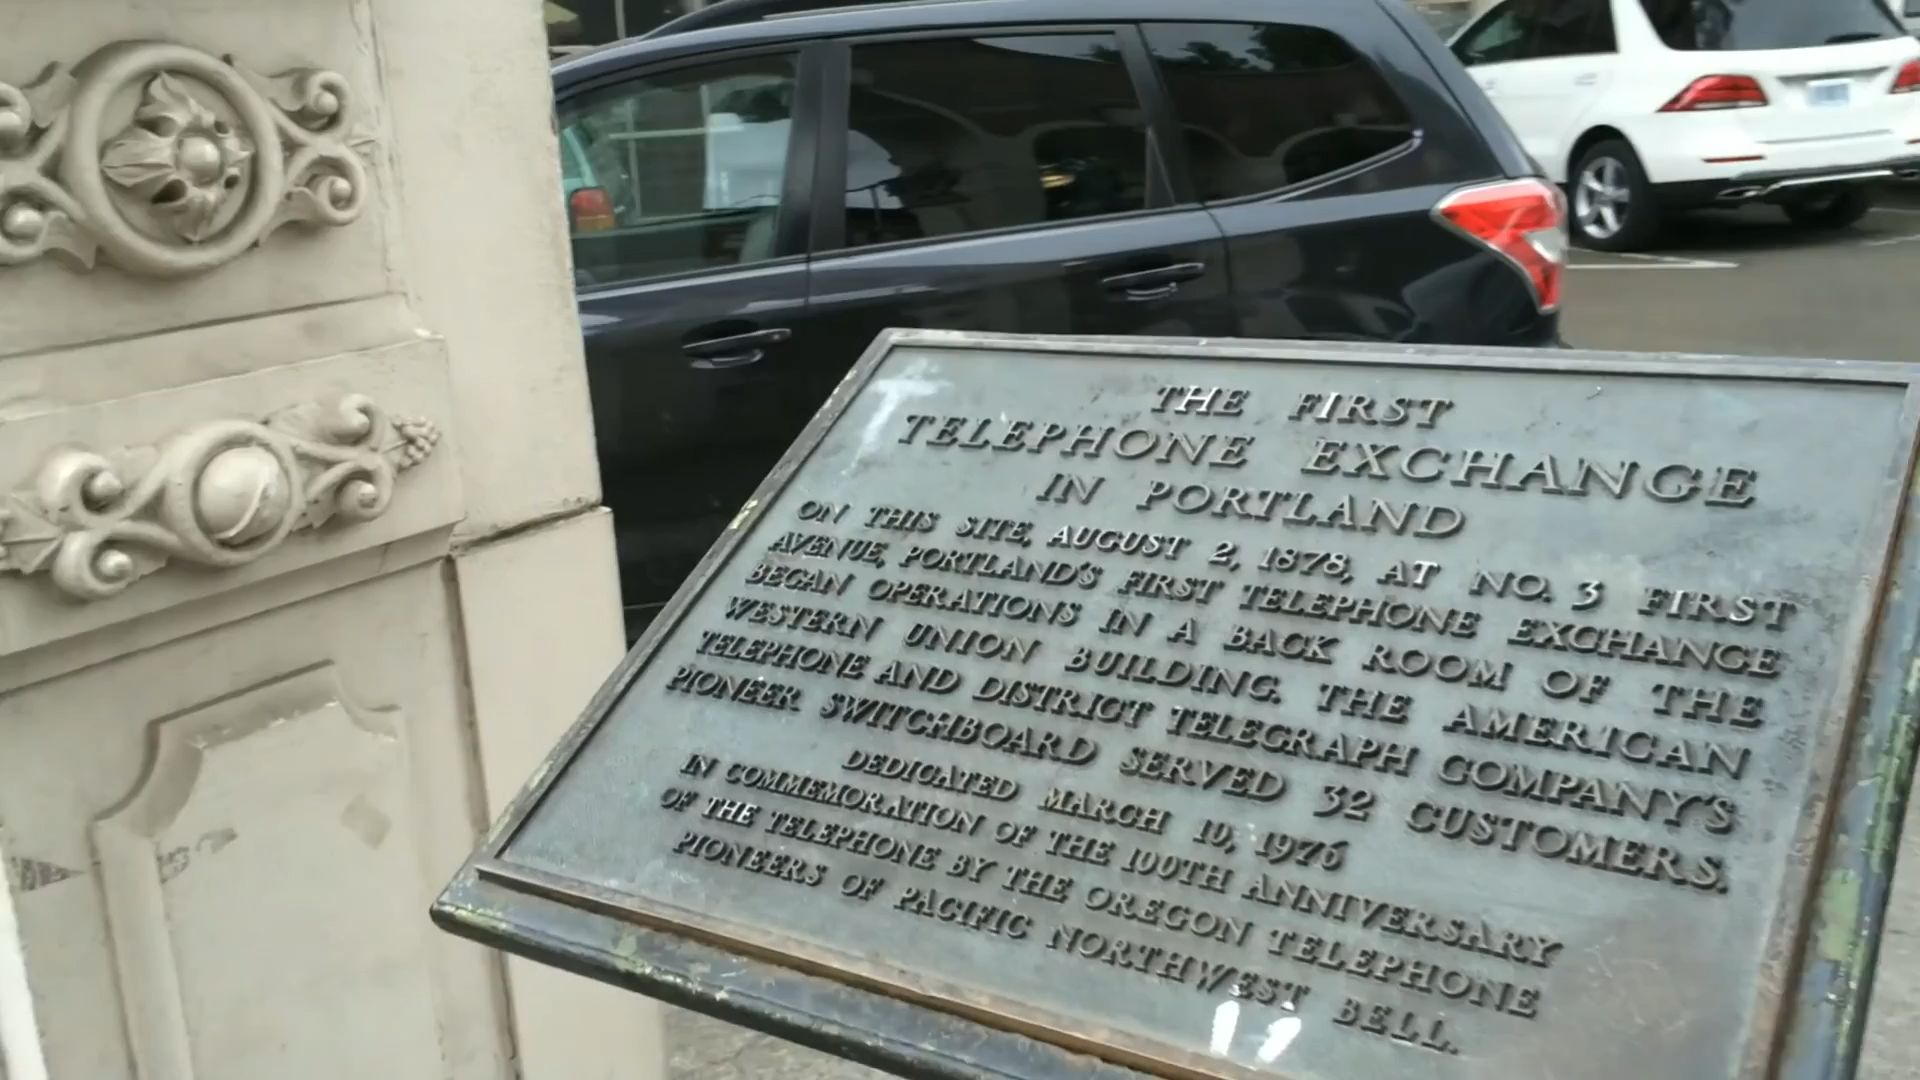 THE FIRST
TELEPHONE EXCHANGE
IN PORTLAND
ON THIS SITE, AUGUST 2, 1878, AT NO. 3 FIRST
AVENUE, PORTLAND'S FIRST TELEPHONE EXCHANGE
BEGAN OPERATIONS IN A BACK ROOM OF THE
WESTERN UNION BUILDING. THE AMERICAN
TELEPHONE AND DISTRICT TELEGRAPH COMPANY'S
PIONEER SWITCHBOARD SERVED 32 CUSTOMERS.
DEDICATED MARCH 10, 1976
IN COMMEMORATION OF THE 100TH ANNIVERSARY
OF THE TELEPHONE BY THE OREGON TELEPHONE
PIONEERS OF PACIFIC NORTHWEST BELL.